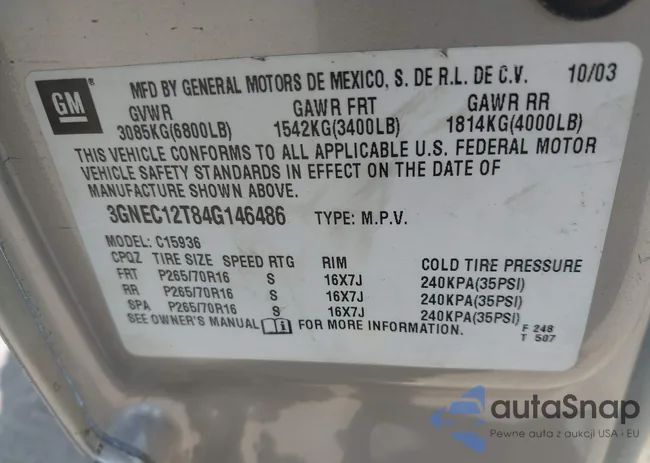 GM
MFD BY GENERAL MOTORS DE MEXICO, S. DE R.L. DE C.V. 10/03
GVWR GAWR FRT GAWR RR
3085KG(6800LB) 1542KG(3400LB) 1814KG(4000LB)
THIS VEHICLE CONFORMS TO ALL APPLICABLE U.S. FEDERAL MOTOR
VEHICLE SAFETY STANDARDS IN EFFECT ON THE DATE OF
MANUFACTURE SHOWN ABOVE.
3GNEC12T84G146486 TYPE: M.P.V.
MODEL: C15936
CPQZ TIRE SIZE SPEED RTG RIM COLD TIRE PRESSURE
FRT P265/70R16 S 16X7J 240KPA(35PSI)
RR P265/70R16 S 16X7J 240KPA(35PSI)
SPA P265/70R16 S 16X7J 240KPA(35PSI)
SEE OWNER'S MANUAL FOR MORE INFORMATION.
F 248
T 507
autaSnap
Pewne auta z aukcji USA i EU